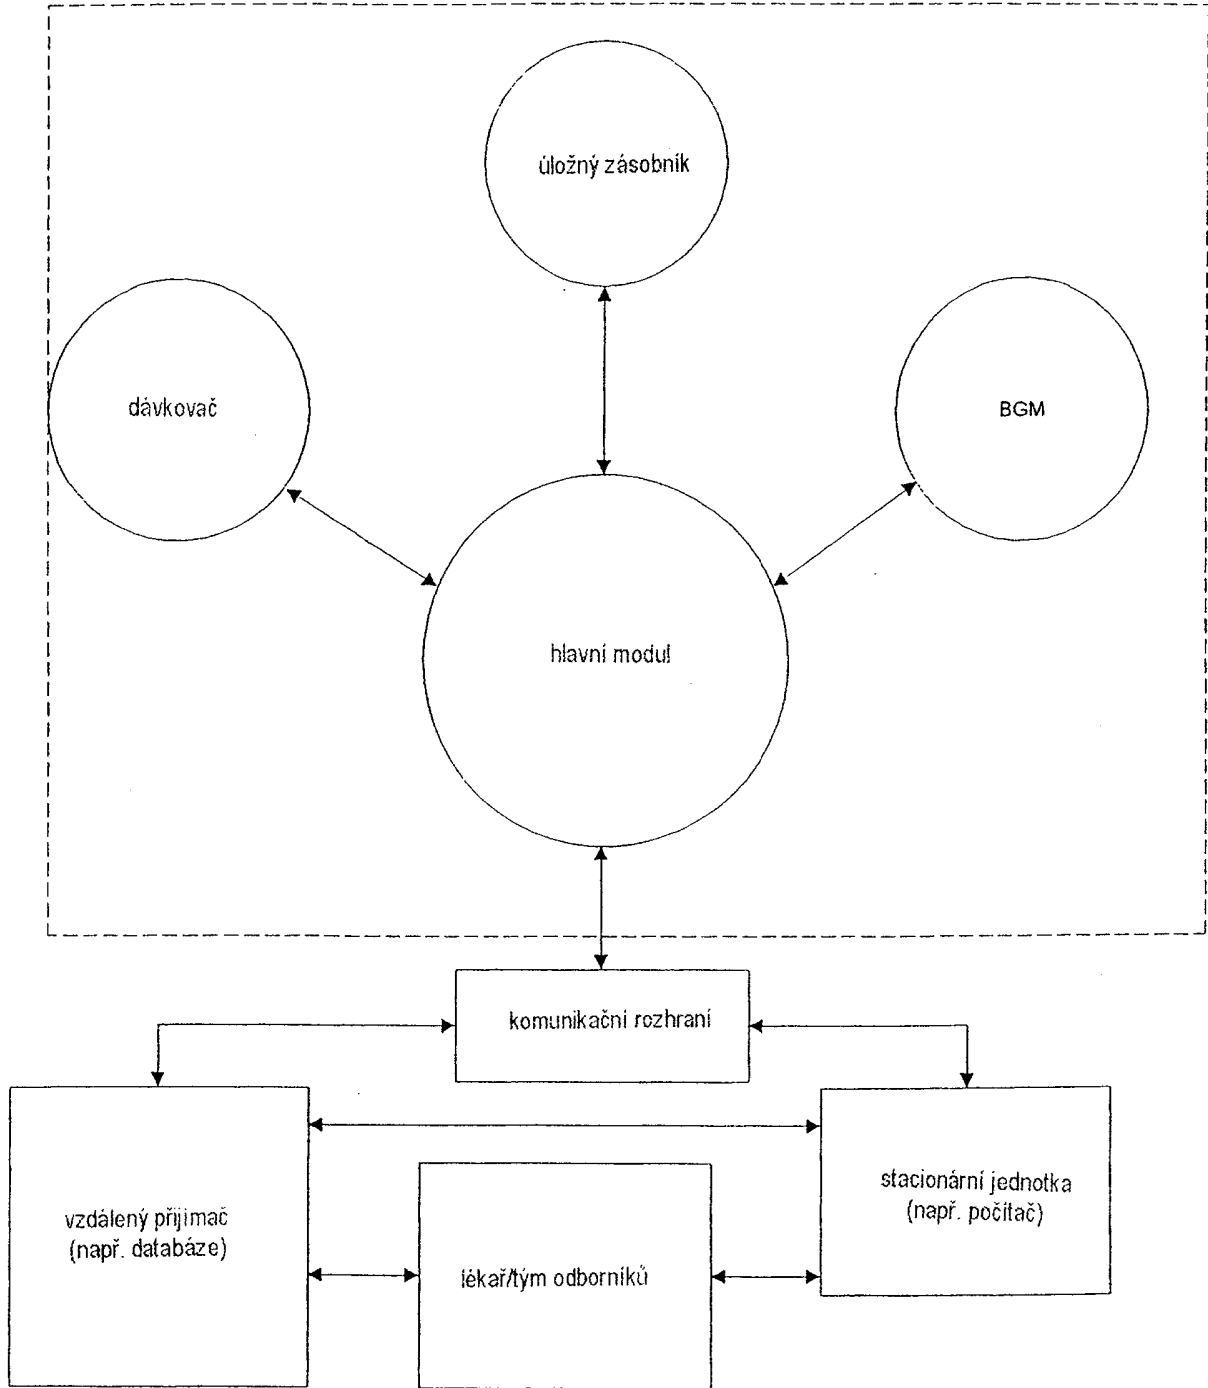 úložný zásobník
dávkovač
BGM
hlavní modul
komunikační rozhraní
vzdálený přijímač
(např. databáze)
lékař/tým odborníků
stacionární jednotka
(např. počítač)